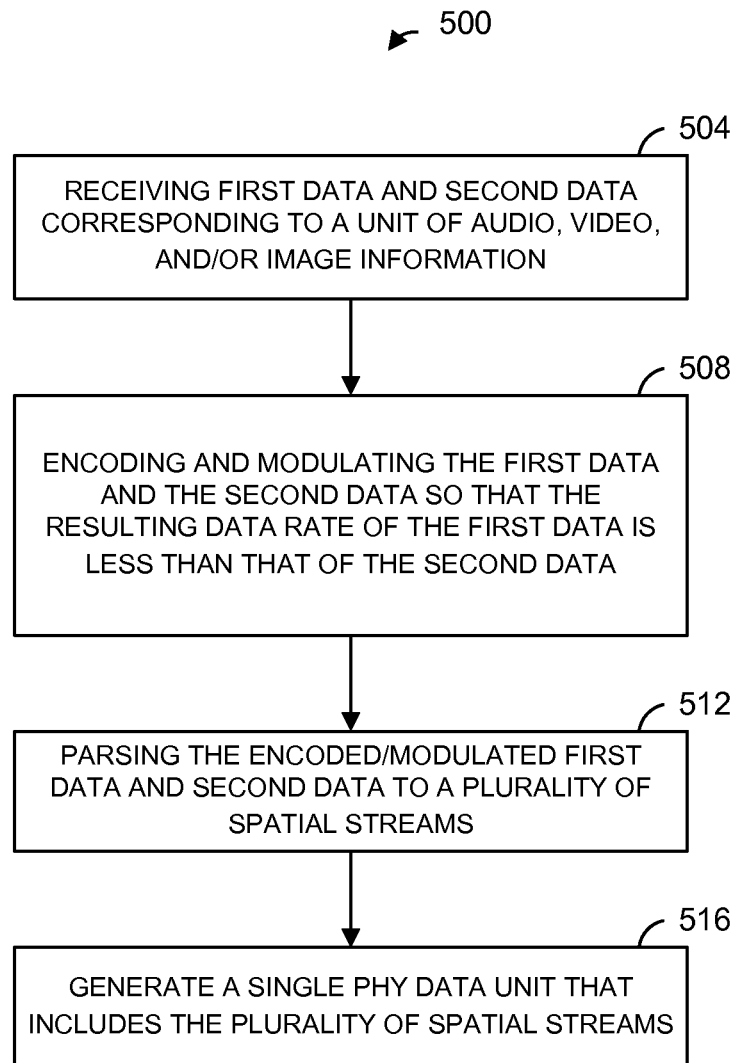 500
504
RECEIVING FIRST DATA AND SECOND DATA
CORRESPONDING TO A UNIT OF AUDIO, VIDEO,
AND/OR IMAGE INFORMATION
508
ENCODING AND MODULATING THE FIRST DATA
AND THE SECOND DATA SO THAT THE
RESULTING DATA RATE OF THE FIRST DATA IS
LESS THAN THAT OF THE SECOND DATA
512
PARSING THE ENCODED/MODULATED FIRST
DATA AND SECOND DATA TO A PLURALITY OF
SPATIAL STREAMS
516
GENERATE A SINGLE PHY DATA UNIT THAT
INCLUDES THE PLURALITY OF SPATIAL STREAMS